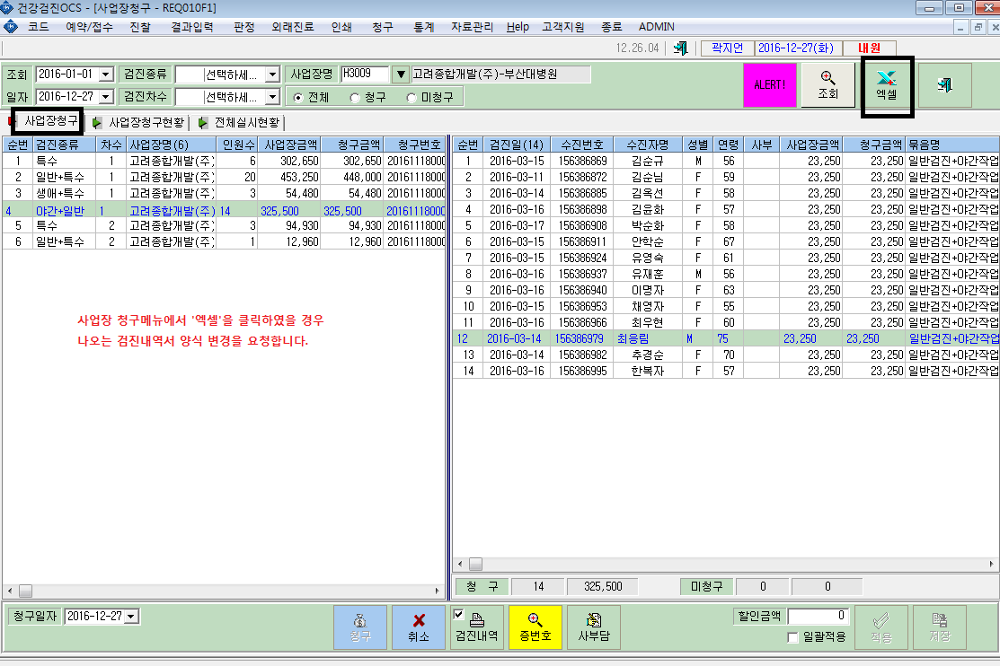 건강검진OCS - [사업장청구 - REQ010F1]
코드 예약/접수 진찰 결과입력 판정 외래진료 인쇄 청구 통계 자료관리 Help 고객지원 종료 ADMIN
12.26.04 곽지언 2016-12-27(화) 내원
조회 2016-01-01 검진종류 [선택하세... 사업장명 H3009 ▼ 고려종합개발(주)-부산대병원
일자 2016-12-27 검진차수 [선택하세... 전체 청구 미청구
ALERT! 조회 엑셀
사업장청구 사업장청구현황 전체실시현황
순번 검진종류 차수 사업장명(6) 인원수 사업장금액 청구금액 청구번호
1 특수 1 고려종합개발(주) 6 302,650 302,650 20161118000
2 일반+특수 1 고려종합개발(주) 20 453,250 448,000 20161118000
3 생애+특수 1 고려종합개발(주) 3 54,480 54,480 20161118000
4 야간+일반 1 고려종합개발(주) 14 325,500 325,500 20161118000
5 특수 2 고려종합개발(주) 3 94,930 94,930 20161118000
6 일반+특수 2 고려종합개발(주) 1 12,960 12,960 20161118000
사업장 청구메뉴에서 '엑셀'을 클릭하였을 경우
나오는 검진내역서 양식 변경을 요청합니다.
순번 검진일(14) 수진번호 수진자명 성별 연령 사부 사업장금액 청구금액 묶음명
1 2016-03-15 156386869 김순규 M 56 23,250 23,250 일반검진+야간작업
2 2016-03-11 156386872 김순님 F 59 23,250 23,250 일반검진+야간작업
3 2016-03-14 156386885 김옥선 F 58 23,250 23,250 일반검진+야간작업
4 2016-03-16 156386898 김윤화 F 57 23,250 23,250 일반검진+야간작업
5 2016-03-17 156386908 박순화 F 58 23,250 23,250 일반검진+야간작업
6 2016-03-15 156386911 안학순 F 67 23,250 23,250 일반검진+야간작업
7 2016-03-15 156386924 유영숙 F 61 23,250 23,250 일반검진+야간작업
8 2016-03-16 156386937 유재훈 M 56 23,250 23,250 일반검진+야간작업
9 2016-03-16 156386940 이명자 F 63 23,250 23,250 일반검진+야간작업
10 2016-03-15 156386953 채영자 F 55 23,250 23,250 일반검진+야간작업
11 2016-03-16 156386966 최우현 F 60 23,250 23,250 일반검진+야간작업
12 2016-03-14 156386979 최응림 M 75 23,250 23,250 일반검진+야간작업
13 2016-03-14 156386982 추경순 F 70 23,250 23,250 일반검진+야간작업
14 2016-03-16 156386995 한복자 F 57 23,250 23,250 일반검진+야간작업
청 구 14 325,500 미청구 0 0
청구일자 2016-12-27 청구 취소 검진내역 증번호 사부담 할인금액 0 일괄적용 적용 저장